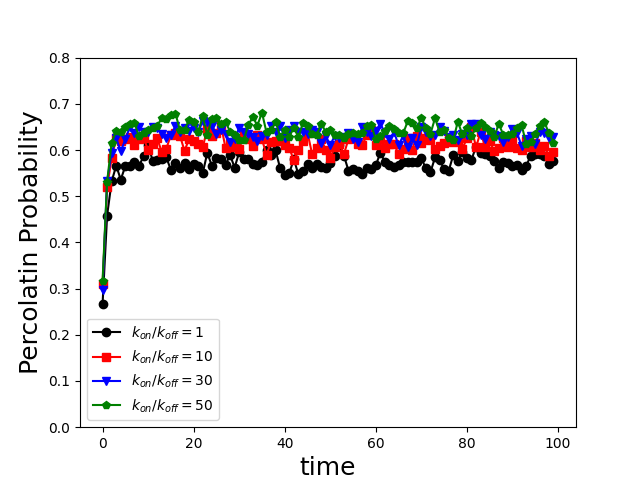 0.8
0.7
0.6
0.5
0.4
0.3
0.2
0.1
0.0
Percolatin Probability
k_on/k_off = 1
k_on/k_off = 10
k_on/k_off = 30
k_on/k_off = 50
0 20 40 60 80 100
time